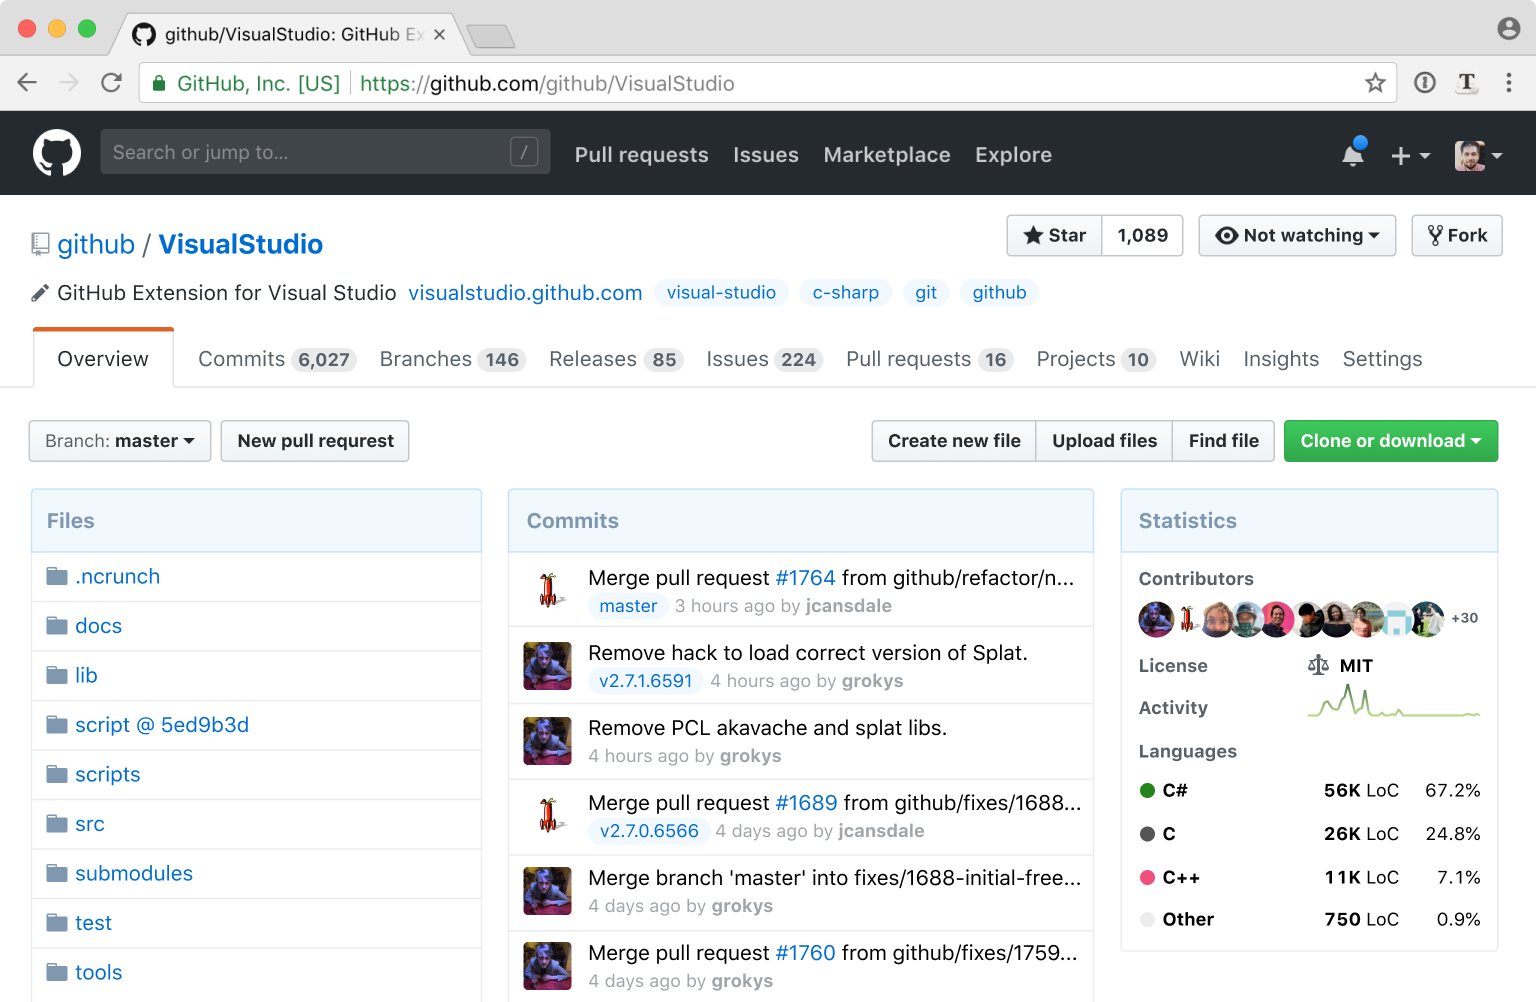 github/VisualStudio: GitHub Ex
GitHub, Inc. [US] https://github.com/github/VisualStudio
T
Search or jump to... /
Pull requests Issues Marketplace Explore
github / VisualStudio
Star 1,089 Not watching Fork
GitHub Extension for Visual Studio visualstudio.github.com visual-studio c-sharp git github
Overview Commits 6,027 Branches 146 Releases 85 Issues 224 Pull requests 16 Projects 10 Wiki Insights Settings
Branch: master New pull requrest Create new file Upload files Find file Clone or download
Files
.ncrunch
docs
lib
script @ 5ed9b3d
scripts
src
submodules
test
tools
Commits
Merge pull request #1764 from github/refactor/n...
master 3 hours ago by jcansdale
Remove hack to load correct version of Splat.
v2.7.1.6591 4 hours ago by grokys
Remove PCL akavache and splat libs.
4 hours ago by grokys
Merge pull request #1689 from github/fixes/1688...
v2.7.0.6566 4 days ago by jcansdale
Merge branch 'master' into fixes/1688-initial-free...
4 days ago by grokys
Merge pull request #1760 from github/fixes/1759...
4 days ago by grokys
Statistics
Contributors
+30
License MIT
Activity
Languages
C# 56K LoC 67.2%
C 26K LoC 24.8%
C++ 11K LoC 7.1%
Other 750 LoC 0.9%